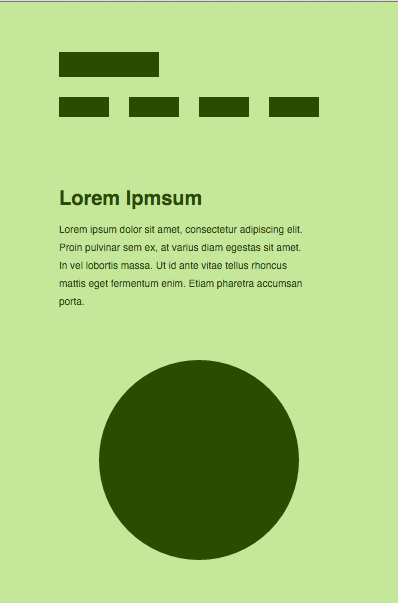 Lorem Ipmsum
Lorem ipsum dolor sit amet, consectetur adipiscing elit.
Proin pulvinar sem ex, at varius diam egestas sit amet.
In vel lobortis massa. Ut id ante vitae tellus rhoncus
mattis eget fermentum enim. Etiam pharetra accumsan
porta.